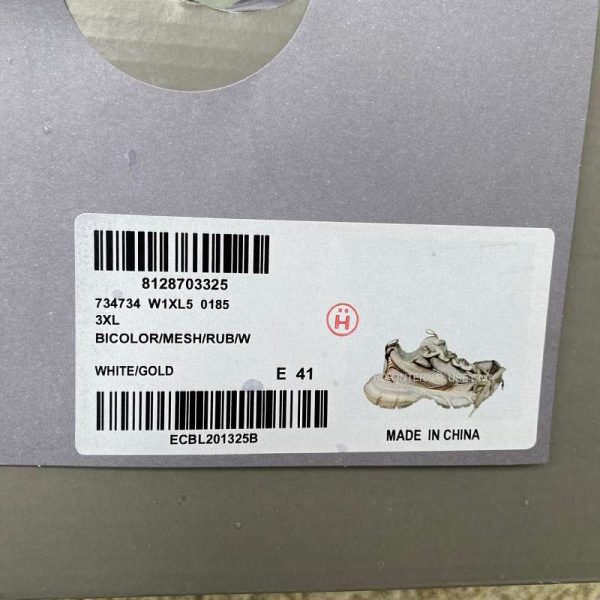 8128703325
734734 W1XL5 0185
3XL
BICOLOR/MESH/RUB/W
Ḧ
WHITE/GOLD
E 41
ECBL201325B
MADE IN CHINA